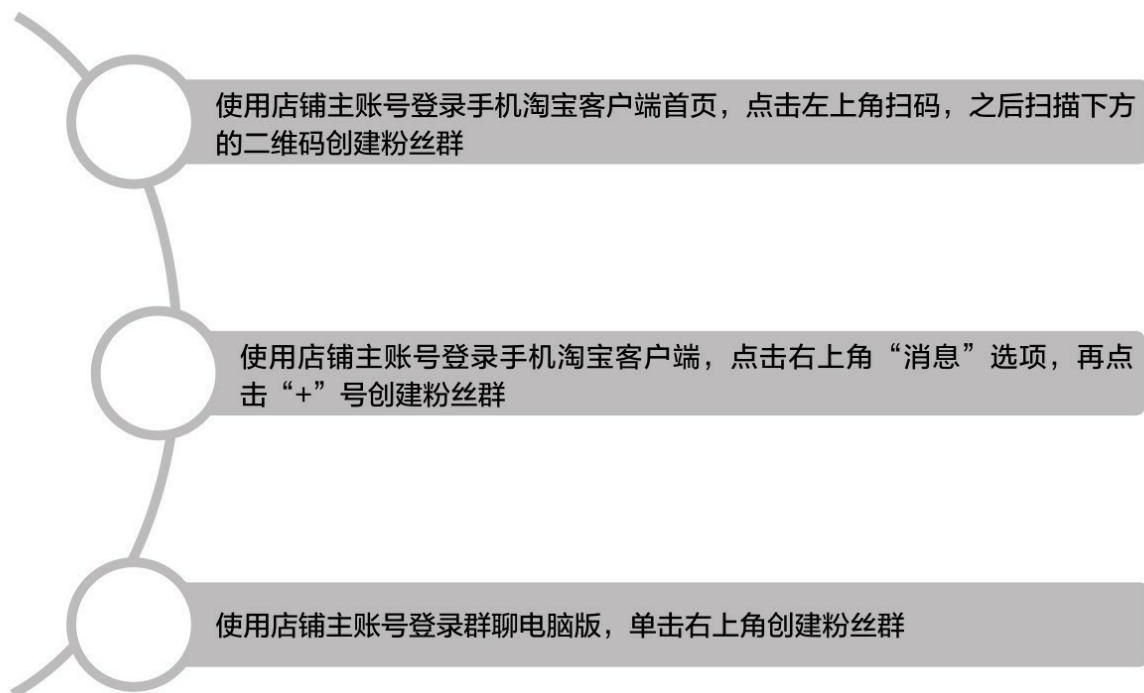 使用店铺主账号登录手机淘宝客户端首页，点击左上角扫码，之后扫描下方
的二维码创建粉丝群
使用店铺主账号登录手机淘宝客户端，点击右上角“消息”选项，再点
击“+”号创建粉丝群
使用店铺主账号登录群聊电脑版，单击右上角创建粉丝群